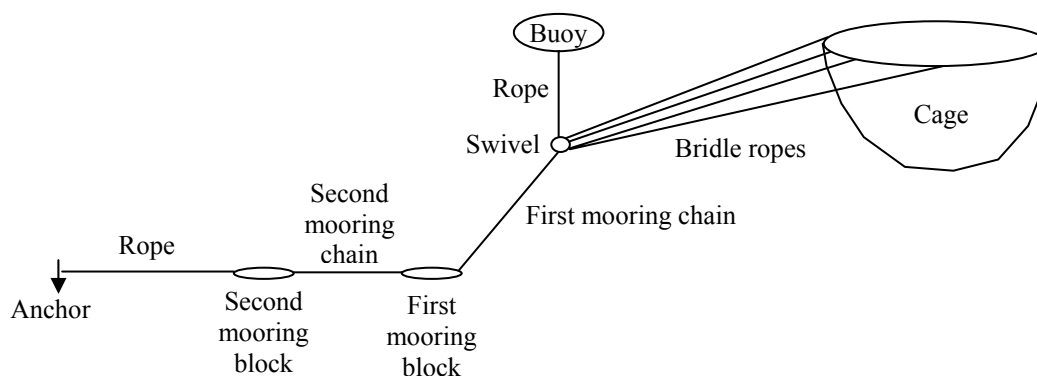 Buoy
Rope
Swivel
Cage
Bridle ropes
Second
mooring
chain
First mooring chain
Rope
Anchor
Second
mooring
block
First
mooring
block